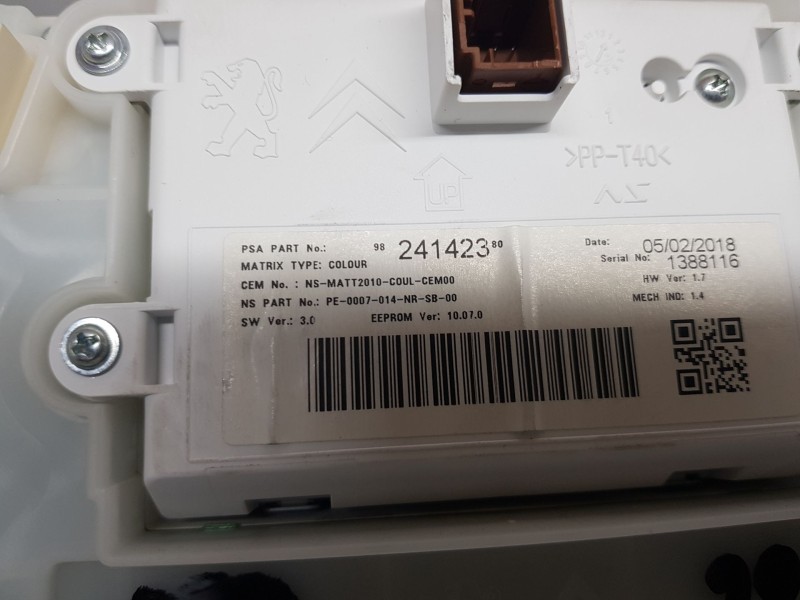 1
>PP-T40<
UP
PSA PART No.: 98 241423 80
MATRIX TYPE: COLOUR
CEM No.: NS-MATT2010-COUL-CEM00
NS PART No.: PE-0007-014-NR-SB-00
SW Ver.: 3.0 EEPROM Ver: 10.07.0
Date: 05/02/2018
Serial No: 1388116
HW Ver: 1.7
MECH IND: 1.4